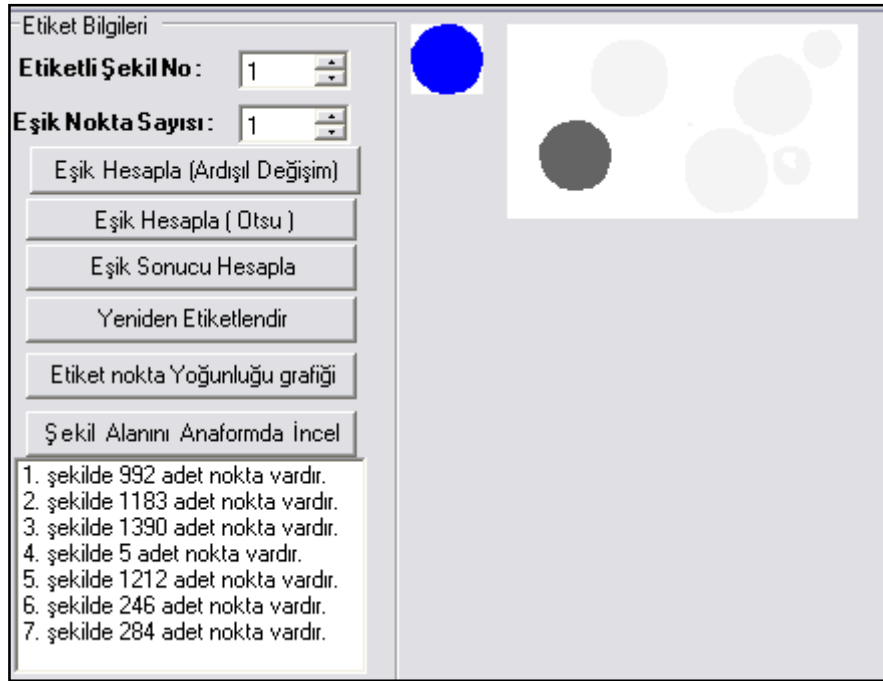 Etiket Bilgileri
Etiketli Şekil No :
1
Eşik Nokta Sayısı :
1
Eşik Hesapla (Ardışıl Değişim)
Eşik Hesapla ( Otsu )
Eşik Sonucu Hesapla
Yeniden Etiketlendir
Etiket nokta Yoğunluğu grafiği
Şekil Alanını Anaformda İncel
1. şekilde 992 adet nokta vardır.
2. şekilde 1183 adet nokta vardır.
3. şekilde 1390 adet nokta vardır.
4. şekilde 5 adet nokta vardır.
5. şekilde 1212 adet nokta vardır.
6. şekilde 246 adet nokta vardır.
7. şekilde 284 adet nokta vardır.